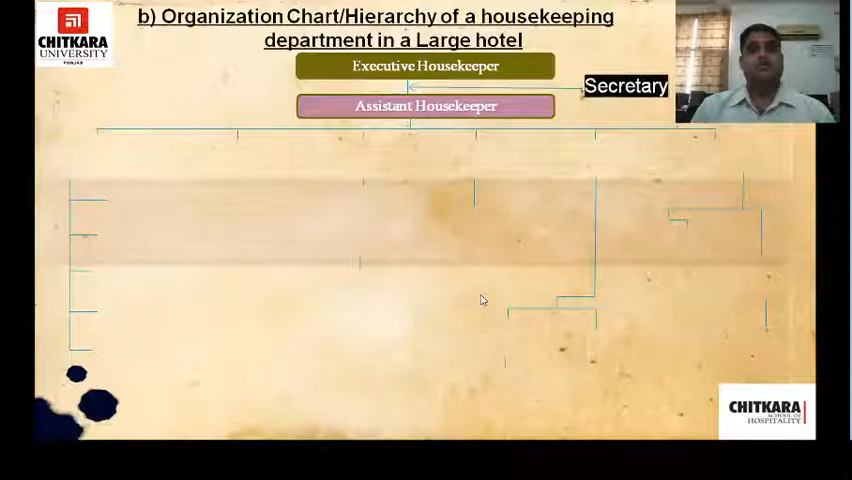 b) Organization Chart/Hierarchy of a housekeeping
department in a Large hotel
CHITKARA
UNIVERSITY
PUNJAB
Executive Housekeeper
Secretary
Assistant Housekeeper
CHITKARA
SCHOOL OF
HOSPITALITY